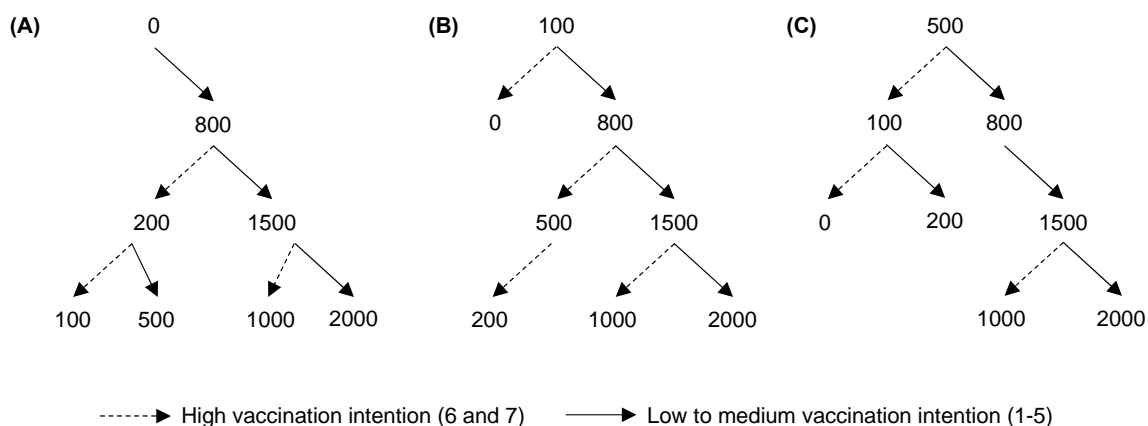 (A) 0 (B) 100 (C) 500
800 0 800 100 800
200 1500 500 1500 0 200 1500
100 500 1000 2000 200 1000 2000 1000 2000
High vaccination intention (6 and 7) Low to medium vaccination intention (1-5)